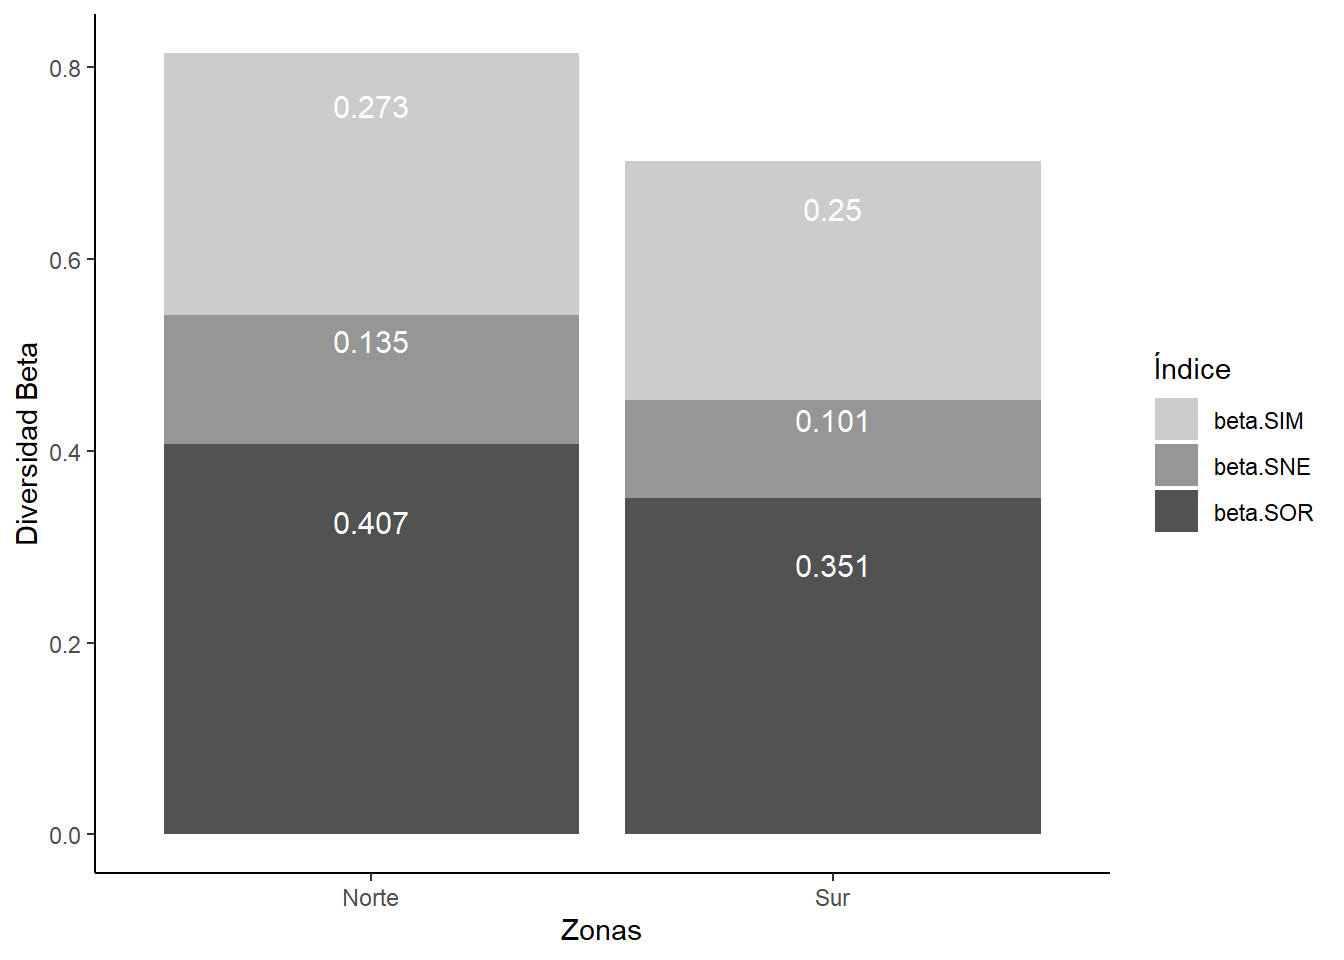 Diversidad Beta
0.8
0.6
0.4
0.2
0.0
0.273
0.135
0.407
0.25
0.101
0.351
Norte
Sur
Zonas
Índice
beta.SIM
beta.SNE
beta.SOR